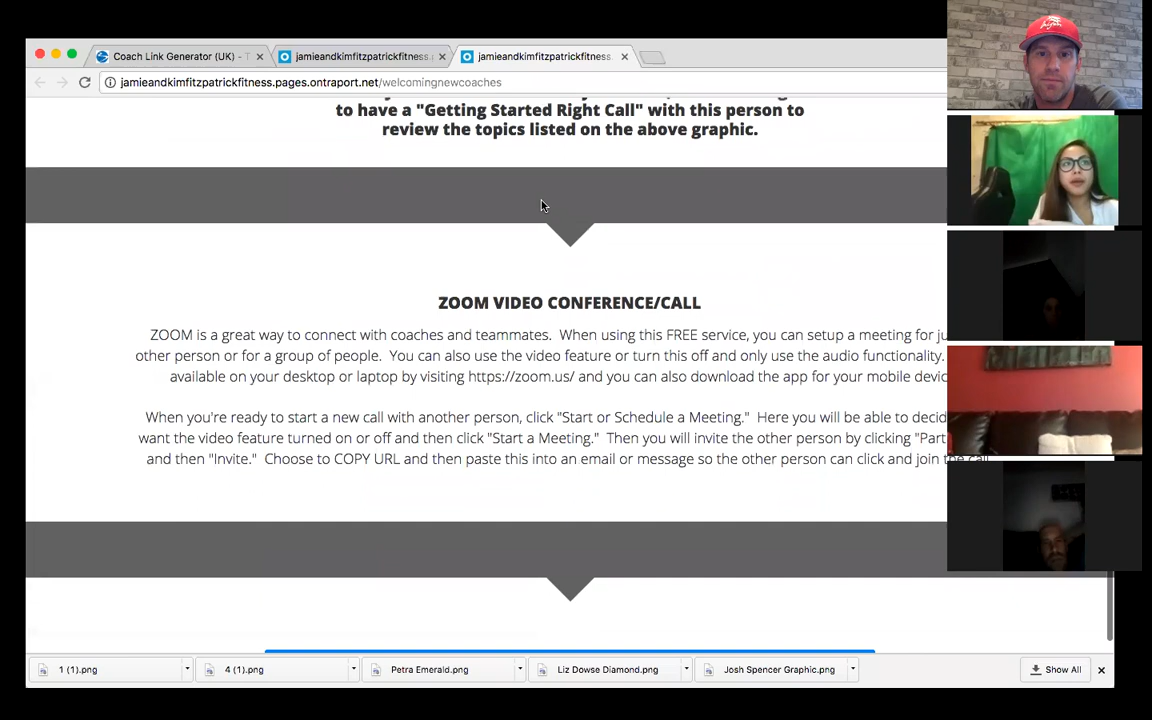 Coach Link Generator (UK) - T
jamieandkimfitzpatrickfitness.
jamieandkimfitzpatrickfitness.
jamieandkimfitzpatrickfitness.pages.ontraport.net/welcomingnewcoaches
to have a "Getting Started Right Call" with this person to
review the topics listed on the above graphic.
ZOOM VIDEO CONFERENCE/CALL
ZOOM is a great way to connect with coaches and teammates. When using this FREE service, you can setup a meeting for
other person or for a group of people. You can also use the video feature or turn this off and only use the audio functionality.
available on your desktop or laptop by visiting https://zoom.us/ and you can also download the app for your mobile
When you're ready to start a new call with another person, click "Start or Schedule a Meeting." Here you will be able to
want the video feature turned on or off and then click "Start a Meeting." Then you will invite the other person by clicking
and then "Invite." Choose to COPY URL and then paste this into an email or message so the other person can click and join the call
1 (1).png
4 (1).png
Petra Emerald.png
Liz Dowse Diamond.png
Josh Spencer Graphic.png
Show All